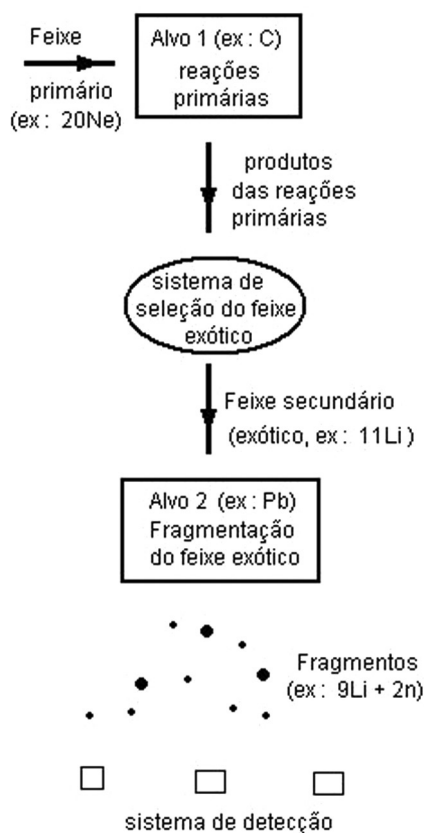 Feixe
primário
(ex : 20Ne)
Alvo 1 (ex : C)
reações
primárias
produtos
das reações
primárias
sistema de
seleção do feixe
exótico
Feixe secundário
(exótico, ex : 11Li )
Alvo 2 (ex : Pb)
Fragmentação
do feixe exótico
Fragmentos
(ex : 9Li + 2n)
sistema de detecção